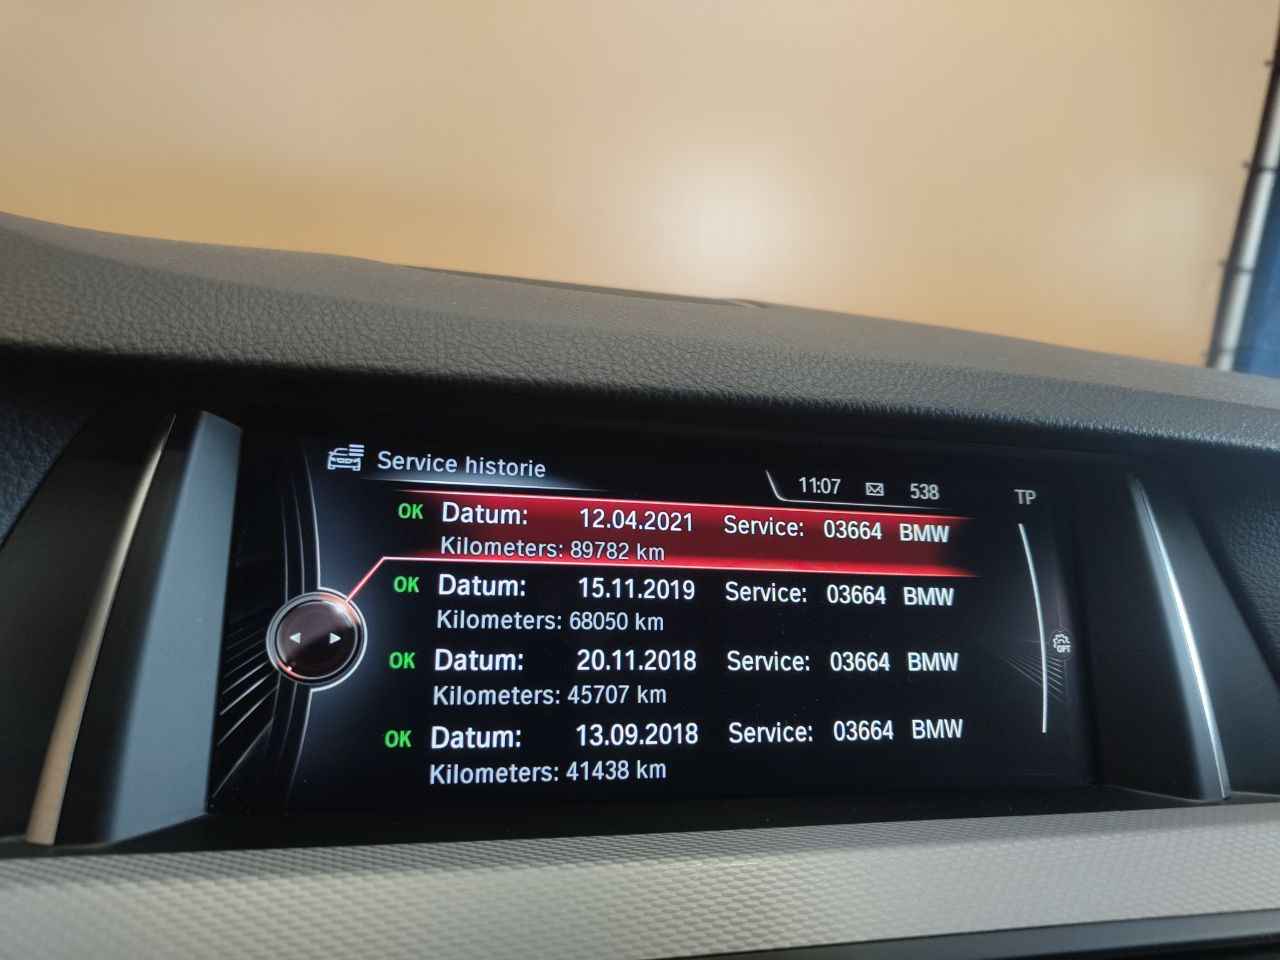 Service historie
11:07 538 TP
OK Datum: 12.04.2021 Service: 03664 BMW
Kilometers: 89782 km
OK Datum: 15.11.2019 Service: 03664 BMW
Kilometers: 68050 km
OK Datum: 20.11.2018 Service: 03664 BMW
Kilometers: 45707 km
OK Datum: 13.09.2018 Service: 03664 BMW
Kilometers: 41438 km